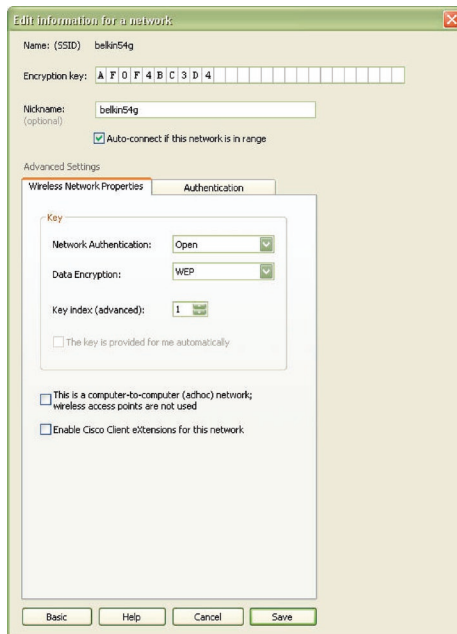 Edit information for a network
Name: (SSID) belkin54g
Encryption key: A F 0 F 4 B C 3 D 4
Nickname: belkin54g
(optional)
Auto-connect if this network is in range
Advanced Settings
Wireless Network Properties Authentication
Key
Network Authentication: Open
Data Encryption: WEP
Key index (advanced): 1
The key is provided for me automatically
This is a computer-to-computer (adhoc) network;
wireless access points are not used
Enable Cisco Client eXtensions for this network
Basic Help Cancel Save